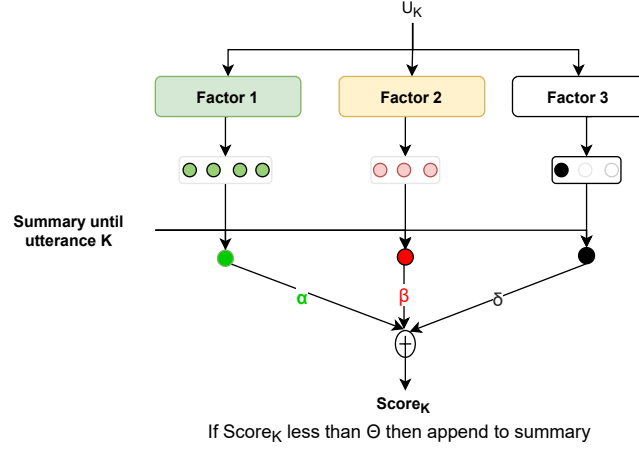 U_K
Factor 1
Factor 2
Factor 3
Summary until
utterance K
α
β
δ
Score_K
If Score_K less than Θ then append to summary